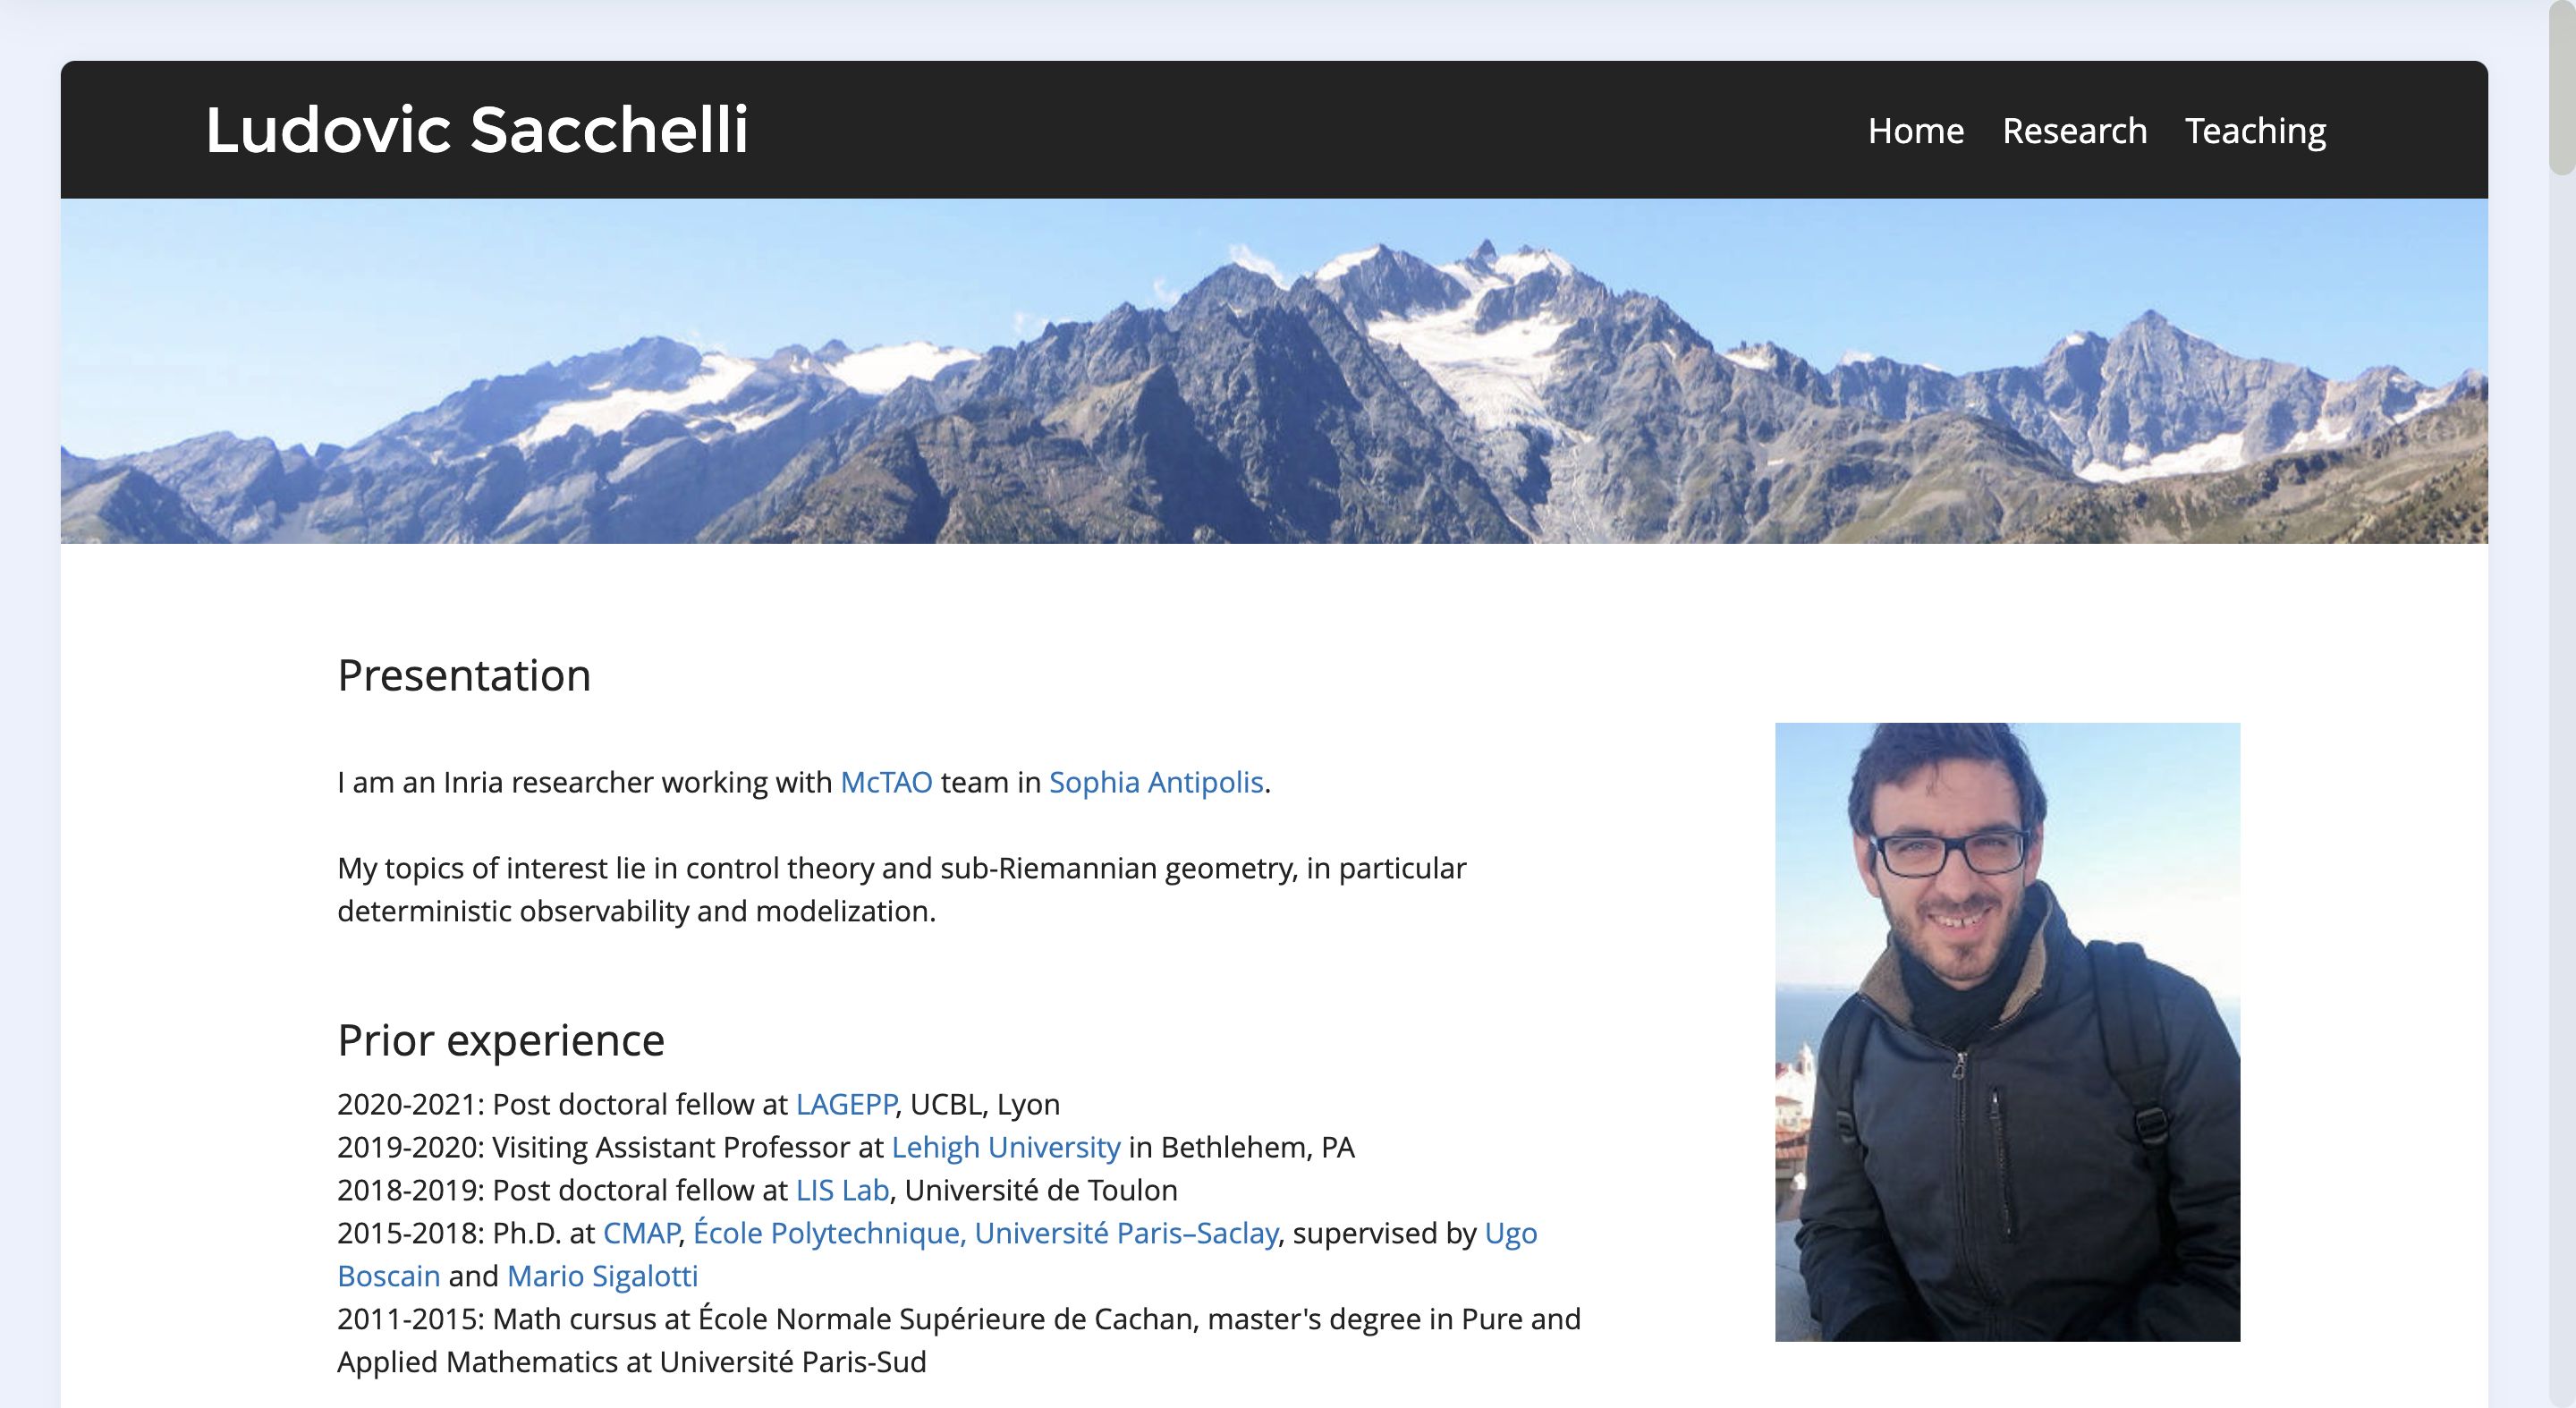 Ludovic Sacchelli
Home Research Teaching
Presentation
I am an Inria researcher working with McTAO team in Sophia Antipolis.
My topics of interest lie in control theory and sub-Riemannian geometry, in particular
deterministic observability and modelization.
Prior experience
2020-2021: Post doctoral fellow at LAGEPP, UCBL, Lyon
2019-2020: Visiting Assistant Professor at Lehigh University in Bethlehem, PA
2018-2019: Post doctoral fellow at LIS Lab, Université de Toulon
2015-2018: Ph.D. at CMAP, École Polytechnique, Université Paris–Saclay, supervised by Ugo
Boscain and Mario Sigalotti
2011-2015: Math cursus at École Normale Supérieure de Cachan, master's degree in Pure and
Applied Mathematics at Université Paris-Sud